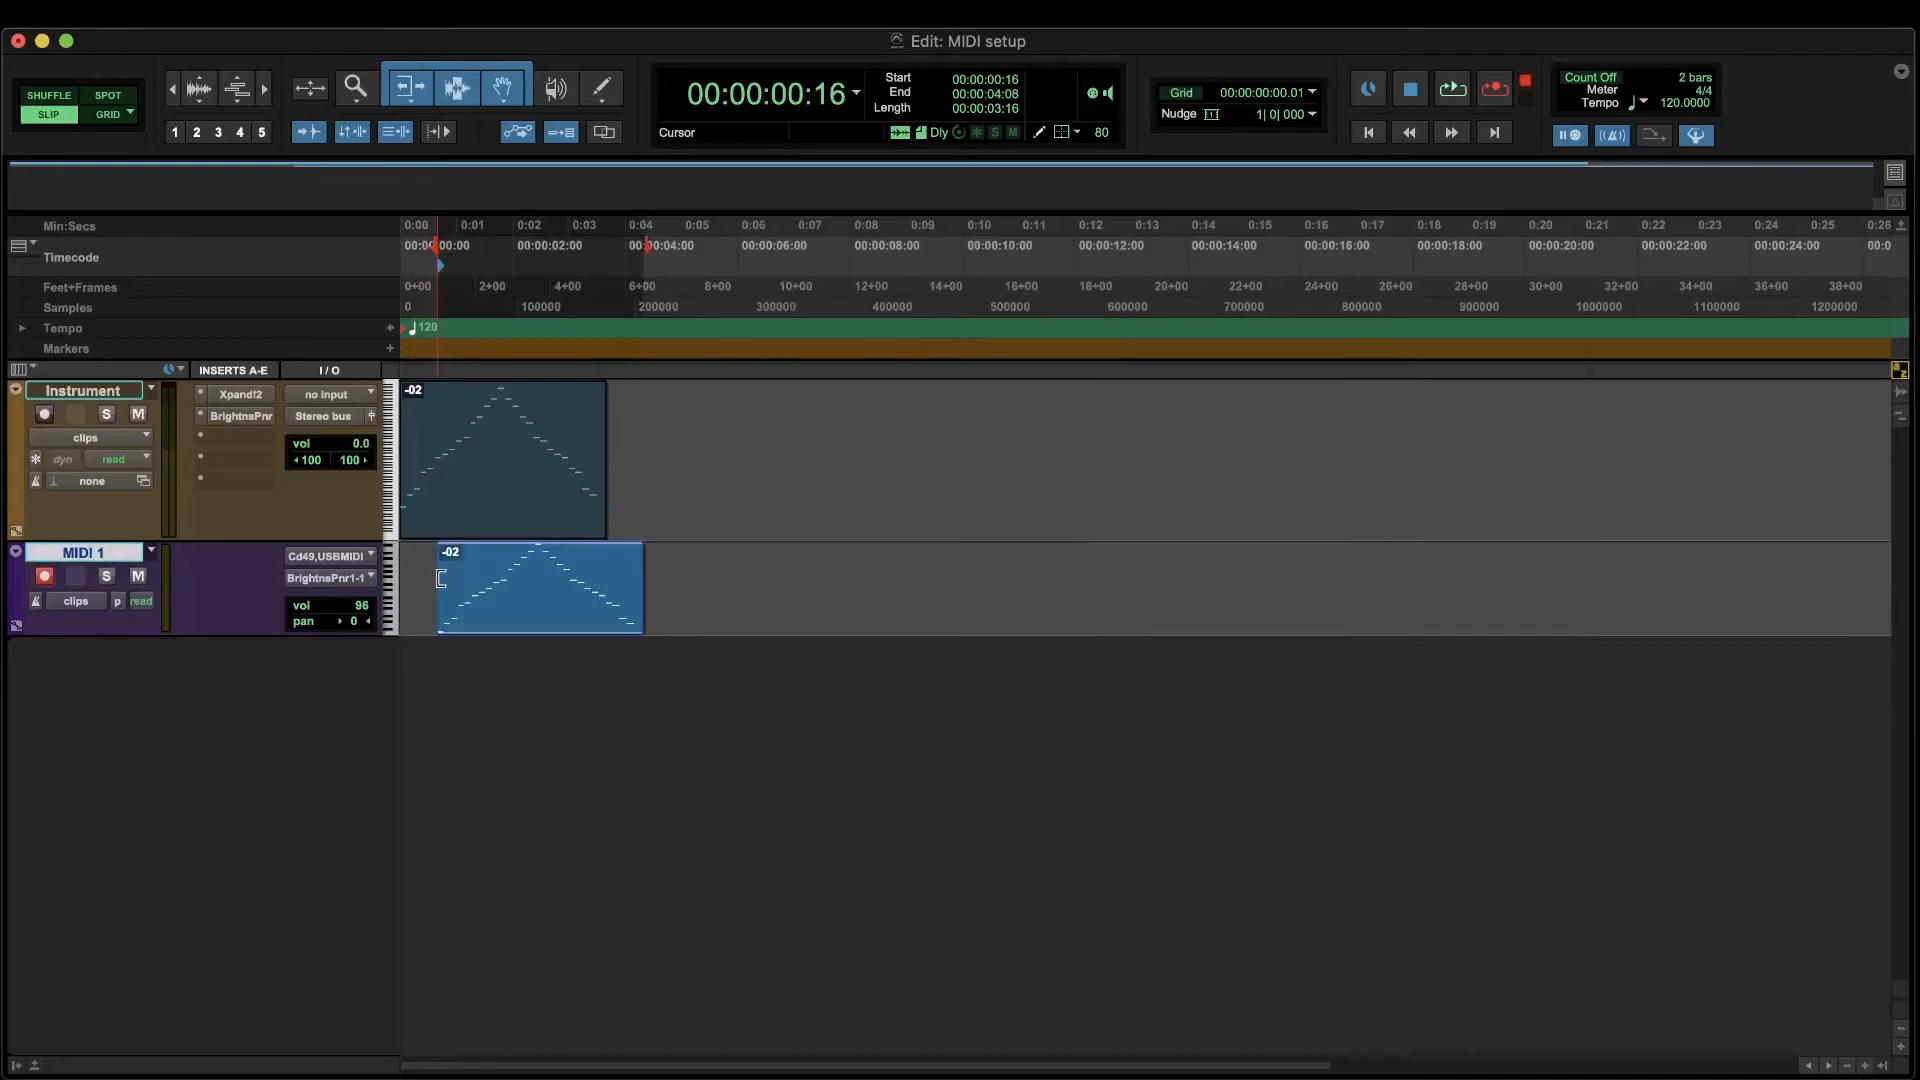 Edit: MIDI setup
SHUFFLE SPOT
SLIP GRID
1 2 3 4 5
00:00:00:16
Start 00:00:00:16
End 00:00:04:08
Length 00:00:03:16
Cursor
Dly S M 80
Grid 00:00:00:00.01
Nudge 1| 0| 000
Count Off 2 bars
Meter 4/4
Tempo 120.0000
Min:Secs 0:00 0:01 0:02 0:03 0:04 0:05 0:06 0:07 0:08 0:09 0:10 0:11 0:12 0:13 0:14 0:15 0:16 0:17 0:18 0:19 0:20 0:21 0:22 0:23 0:24 0:25 0:26
Timecode 00:00:02:00 00:00:06:00 00:00:08:00 00:00:10:00 00:00:12:00 00:00:14:00 00:00:16:00 00:00:18:00 00:00:20:00 00:00:22:00 00:00:24:00 00:0
Feet+Frames 0+00 2+00 4+00 6+00 8+00 10+00 12+00 14+00 16+00 18+00 20+00 22+00 24+00 26+00 28+00 30+00 32+00 34+00 36+00 38+00
Samples 0 100000 200000 300000 400000 500000 600000 700000 800000 900000 1000000 1100000 1200000
Tempo 120
Markers
INSERTS A-E I / O
Instrument Xpand!2 no input -02
S M BrightnsPnr Stereo bus
clips vol 0.0
dyn read 100 100
none
MIDI 1 Cd49,USBMIDI -02
S M BrightnsPnr1-1
clips p read vol 96
pan 0